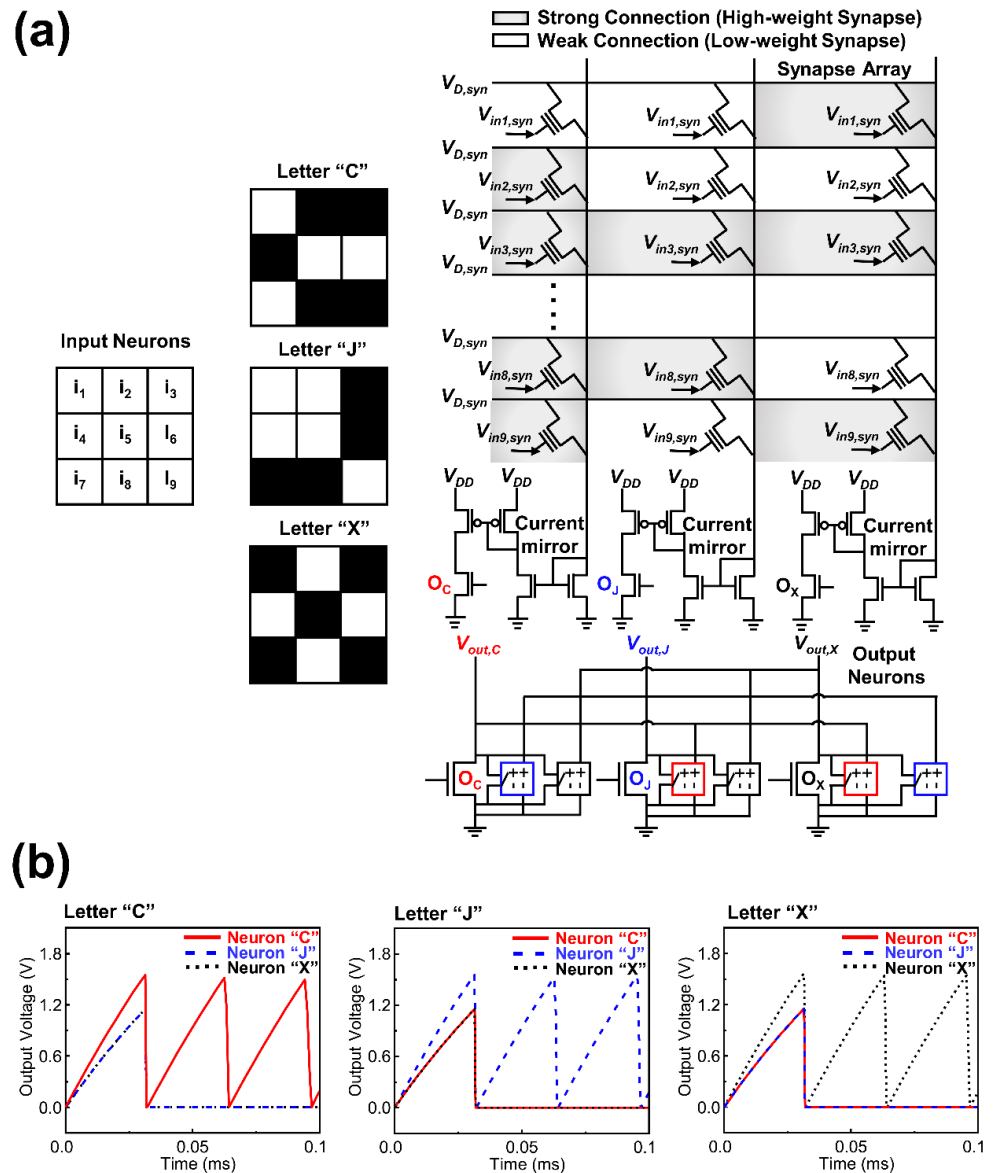 (a)
Strong Connection (High-weight Synapse)
Weak Connection (Low-weight Synapse)
Synapse Array
V_D,syn
V_in1,syn V_in1,syn V_in1,syn
V_D,syn
V_in2,syn V_in2,syn V_in2,syn
V_D,syn
V_in3,syn V_in3,syn V_in3,syn
V_D,syn
V_D,syn
V_in8,syn V_in8,syn V_in8,syn
V_D,syn
V_in9,syn V_in9,syn V_in9,syn
Letter “C”
Input Neurons
i1 i2 i3
i4 i5 I6
i7 i8 I9
Letter “J”
Letter “X”
V_DD V_DD V_DD V_DD V_DD V_DD
Current mirror
Current mirror
Current mirror
O_C O_J O_X
V_out,C V_out,J V_out,X
Output Neurons
O_C ++ -- ++ -- O_J ++ -- ++ -- O_X ++ -- ++ --
(b)
Letter “C”
Neuron “C”
Neuron “J”
Neuron “X”
Output Voltage (V)
1.8
1.2
0.6
0.0
0.0 0.05 0.1
Time (ms)
Letter “J”
Neuron “C”
Neuron “J”
Neuron “X”
Output Voltage (V)
1.8
1.2
0.6
0.0
0.0 0.05 0.1
Time (ms)
Letter “X”
Neuron “C”
Neuron “J”
Neuron “X”
Output Voltage (V)
1.8
1.2
0.6
0.0
0.0 0.05 0.1
Time (ms)